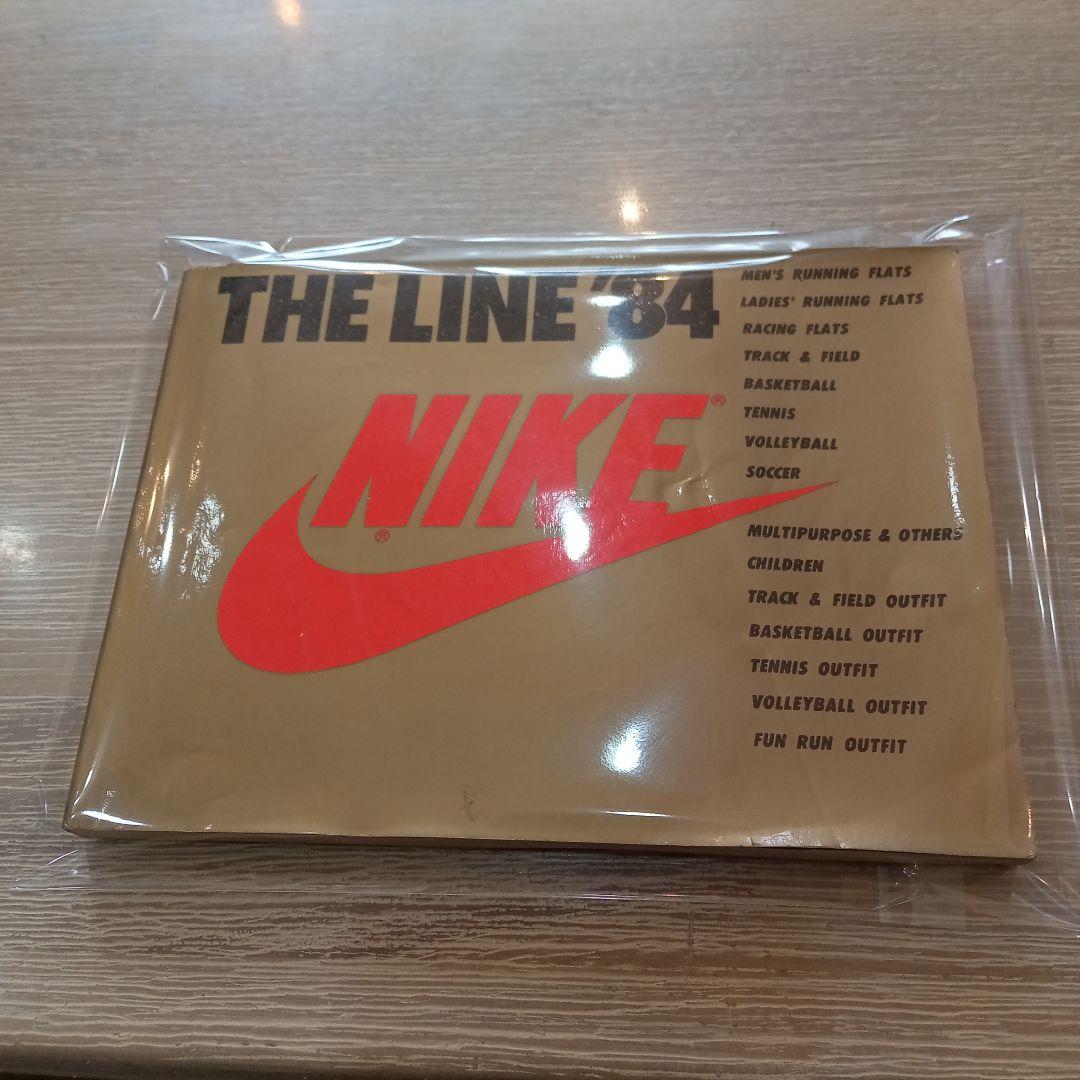 THE LINE '84
NIKE®
®
MEN'S RUNNING FLATS
LADIES' RUNNING FLATS
RACING FLATS
TRACK & FIELD
BASKETBALL
TENNIS
VOLLEYBALL
SOCCER
MULTIPURPOSE & OTHERS
CHILDREN
TRACK & FIELD OUTFIT
BASKETBALL OUTFIT
TENNIS OUTFIT
VOLLEYBALL OUTFIT
FUN RUN OUTFIT